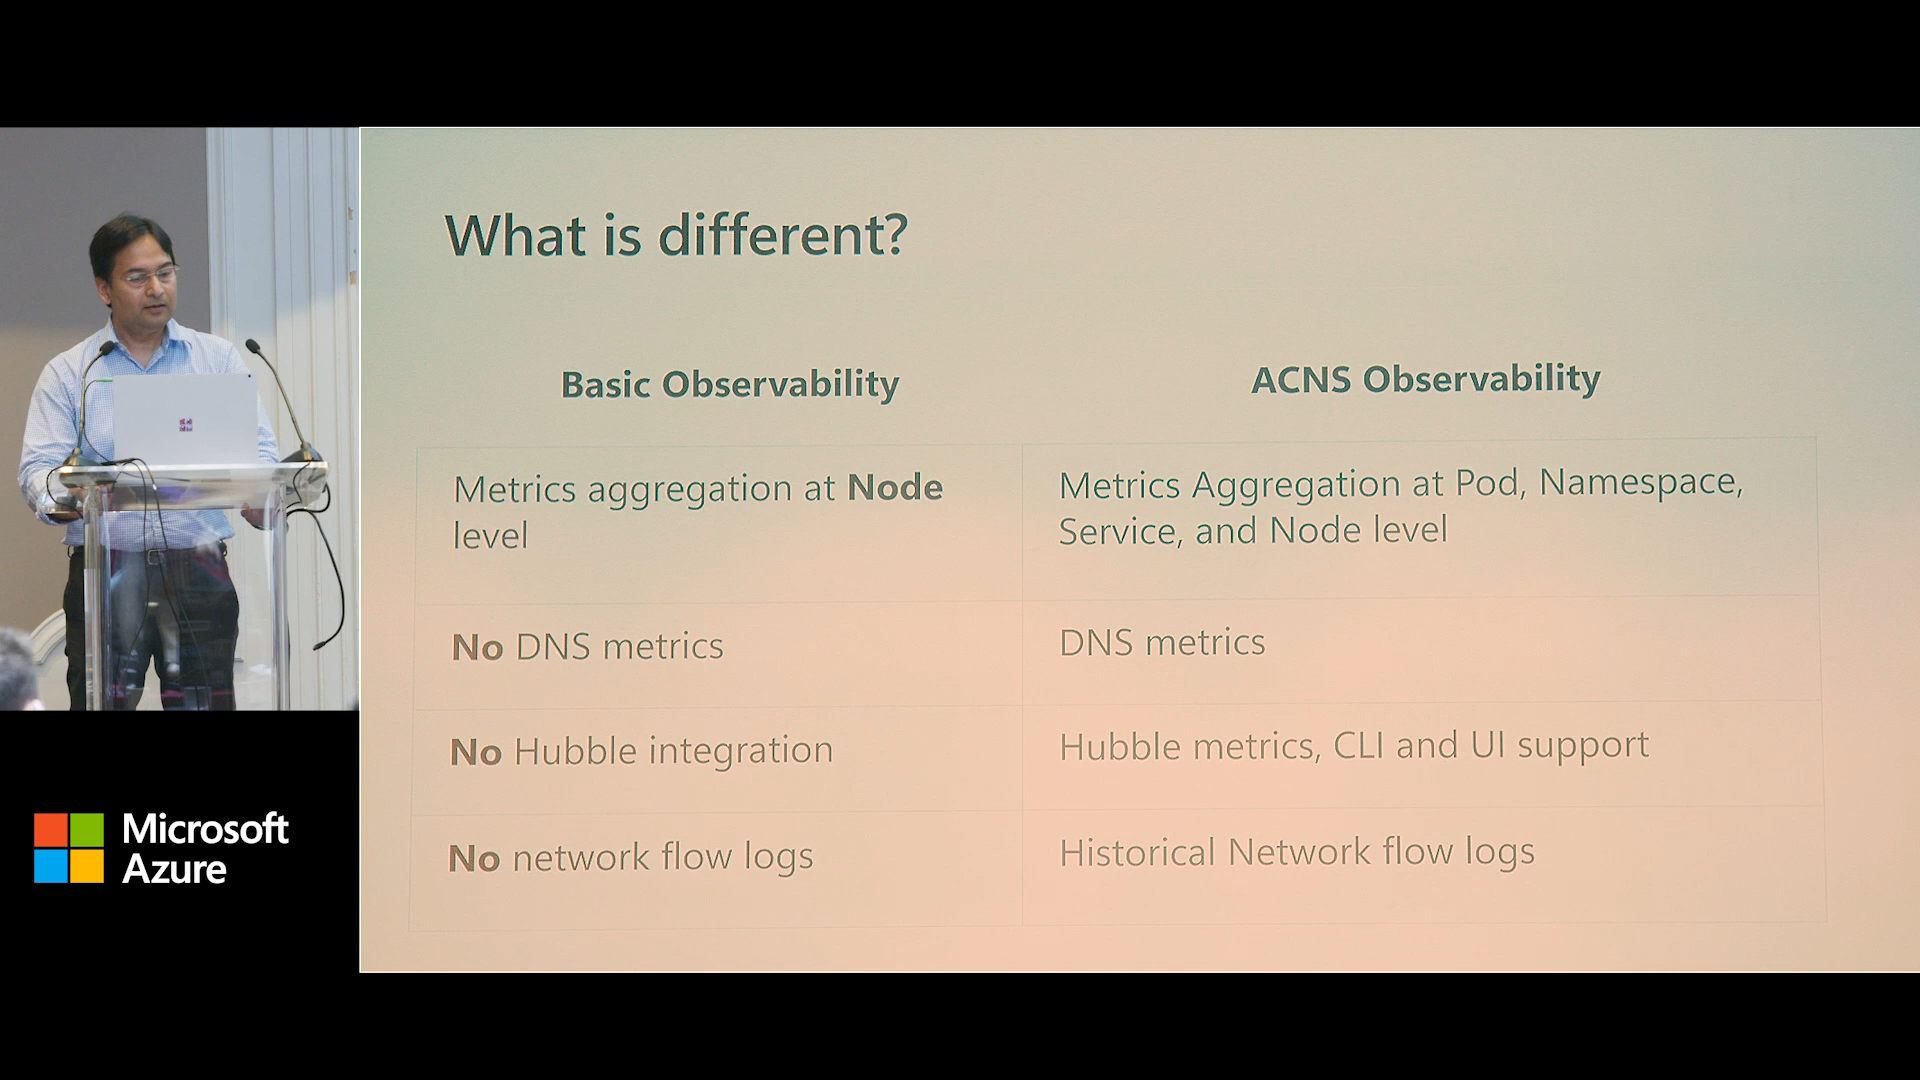 What is different?
Basic Observability
ACNS Observability
Metrics aggregation at Node
level
Metrics Aggregation at Pod, Namespace,
Service, and Node level
No DNS metrics
DNS metrics
No Hubble integration
Hubble metrics, CLI and UI support
No network flow logs
Historical Network flow logs
Microsoft
Azure